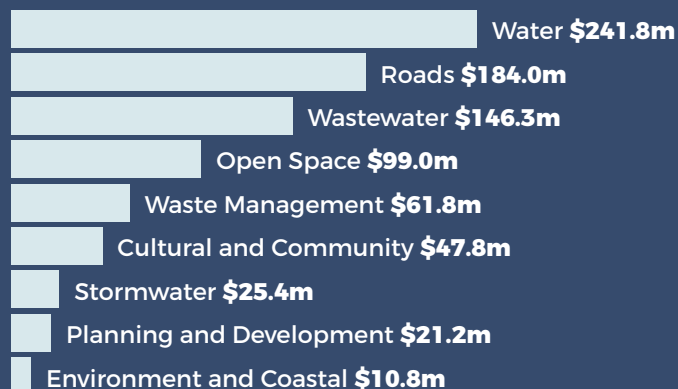 Water $241.8m
Roads $184.0m
Wastewater $146.3m
Open Space $99.0m
Waste Management $61.8m
Cultural and Community $47.8m
Stormwater $25.4m
Planning and Development $21.2m
Environment and Coastal $10.8m